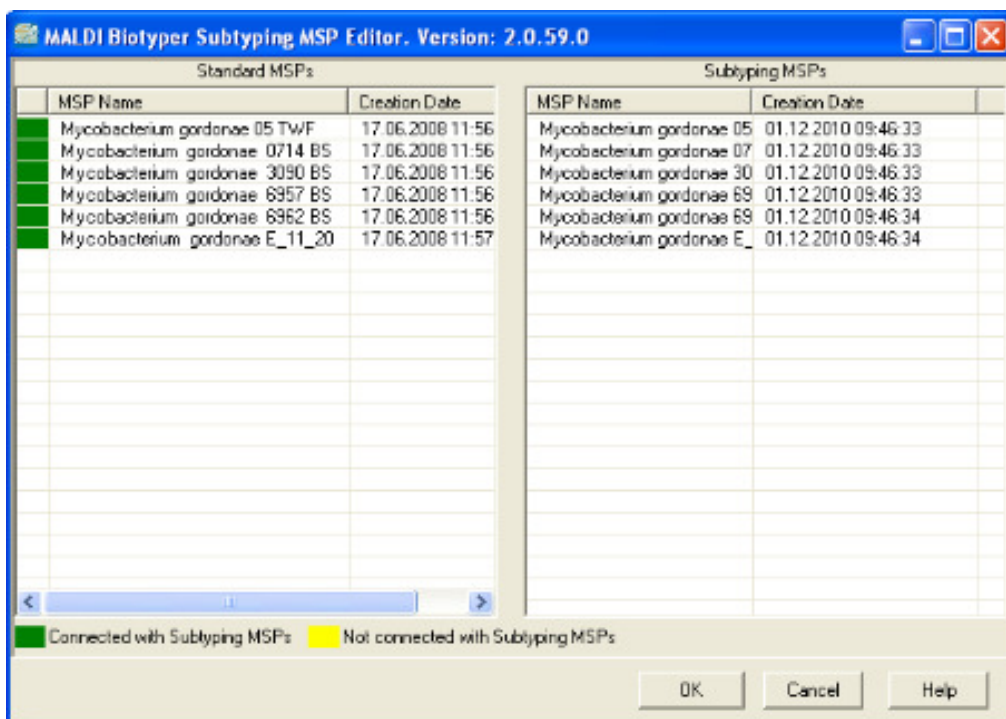 MALDI Biotyper Subtyping MSP Editor. Version: 2.0.59.0
Standard MSPs
MSP Name Creation Date
Mycobacterium gordonae 05 TWF 17.06.2008 11:56
Mycobacterium gordonae 0714 BS 17.06.2008 11:56
Mycobacterium gordonae 3090 BS 17.06.2008 11:56
Mycobacterium gordonae 6957 BS 17.06.2008 11:56
Mycobacterium gordonae 6962 BS 17.06.2008 11:56
Mycobacterium gordonae E_11_20 17.06.2008 11:57
Subtyping MSPs
MSP Name Creation Date
Mycobacterium gordonae 05 01.12.2010 09:46:33
Mycobacterium gordonae 07 01.12.2010 09:46:33
Mycobacterium gordonae 30 01.12.2010 09:46:33
Mycobacterium gordonae 69 01.12.2010 09:46:33
Mycobacterium gordonae 69 01.12.2010 09:46:34
Mycobacterium gordonae E_ 01.12.2010 09:46:34
Connected with Subtyping MSPs Not connected with Subtyping MSPs
OK Cancel Help